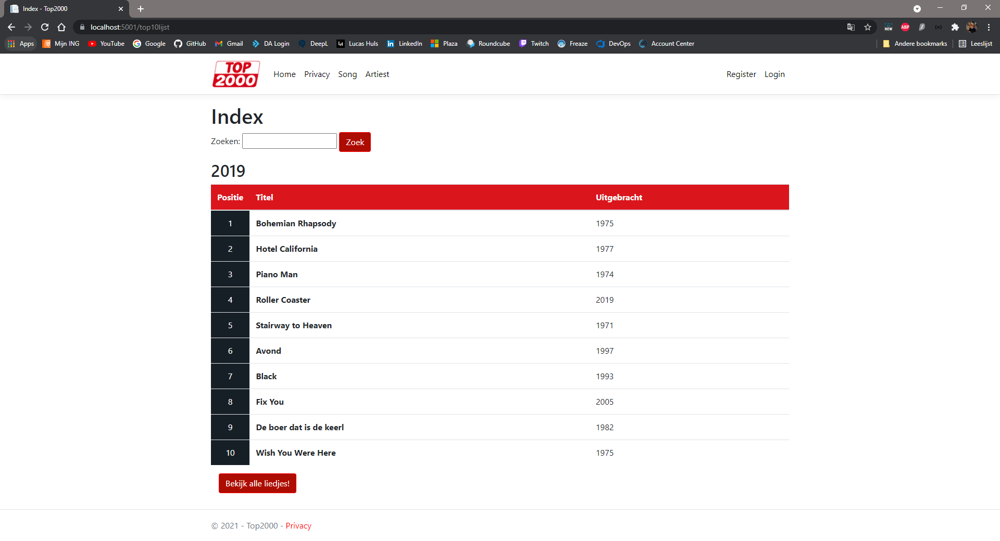 Index - Top2000
localhost:5001/top10lijst
NEW ABP
Apps Mijn ING YouTube Google GitHub Gmail DA Login DeepL Lucas Huls LinkedIn Plaza Roundcube Twitch Freaze DevOps Account Center Andere bookmarks Leeslijst
TOP
2000
Home Privacy Song Artiest Register Login
Index
Zoeken: Zoek
2019
Positie Titel Uitgebracht
1 Bohemian Rhapsody 1975
2 Hotel California 1977
3 Piano Man 1974
4 Roller Coaster 2019
5 Stairway to Heaven 1971
6 Avond 1997
7 Black 1993
8 Fix You 2005
9 De boer dat is de keerl 1982
10 Wish You Were Here 1975
Bekijk alle liedjes!
© 2021 - Top2000 - Privacy